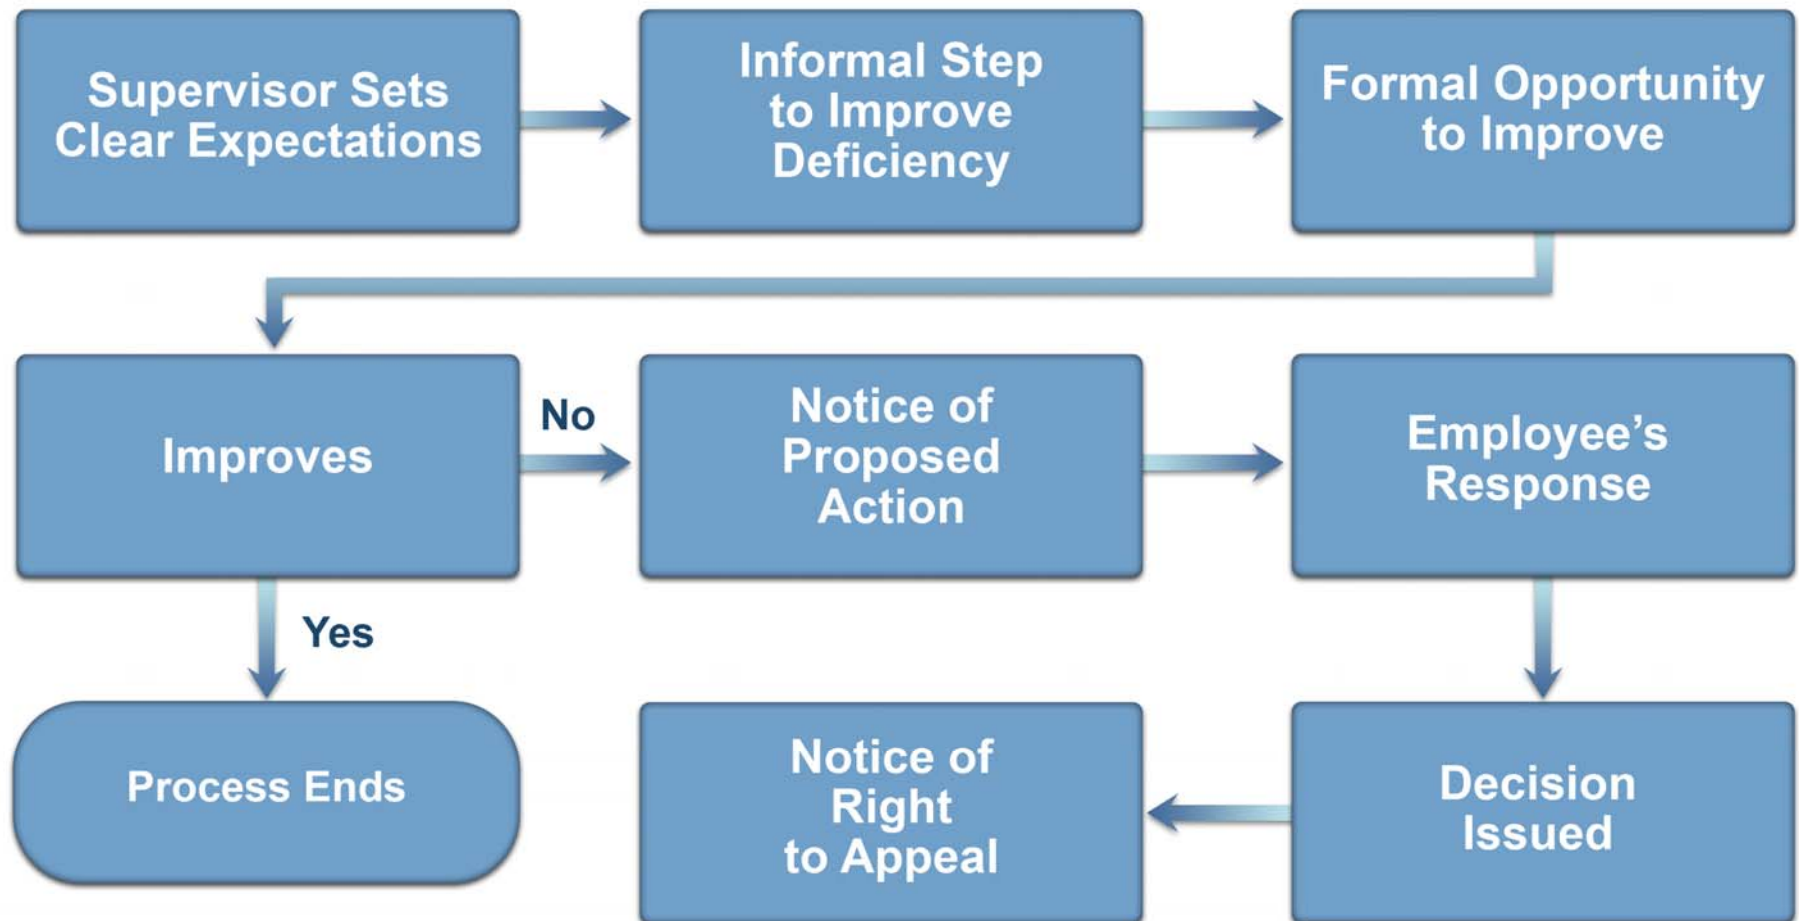 Supervisor Sets
Clear Expectations
Informal Step
to Improve
Deficiency
Formal Opportunity
to Improve
Improves
No
Notice of
Proposed
Action
Employee’s
Response
Yes
Process Ends
Notice of
Right
to Appeal
Decision
Issued